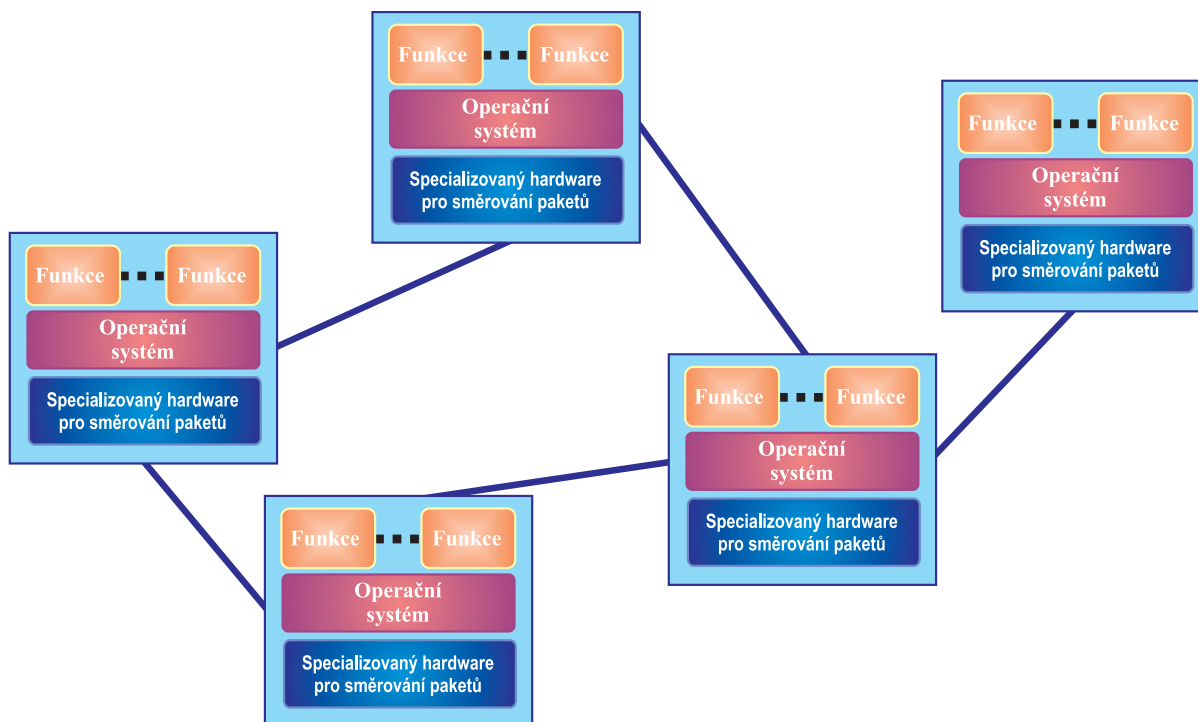 Funkce Funkce
Operační
systém
Specializovaný hardware
pro směrování paketů
Funkce Funkce
Operační
systém
Specializovaný hardware
pro směrování paketů
Funkce Funkce
Operační
systém
Specializovaný hardware
pro směrování paketů
Funkce Funkce
Operační
systém
Specializovaný hardware
pro směrování paketů
Funkce Funkce
Operační
systém
Specializovaný hardware
pro směrování paketů